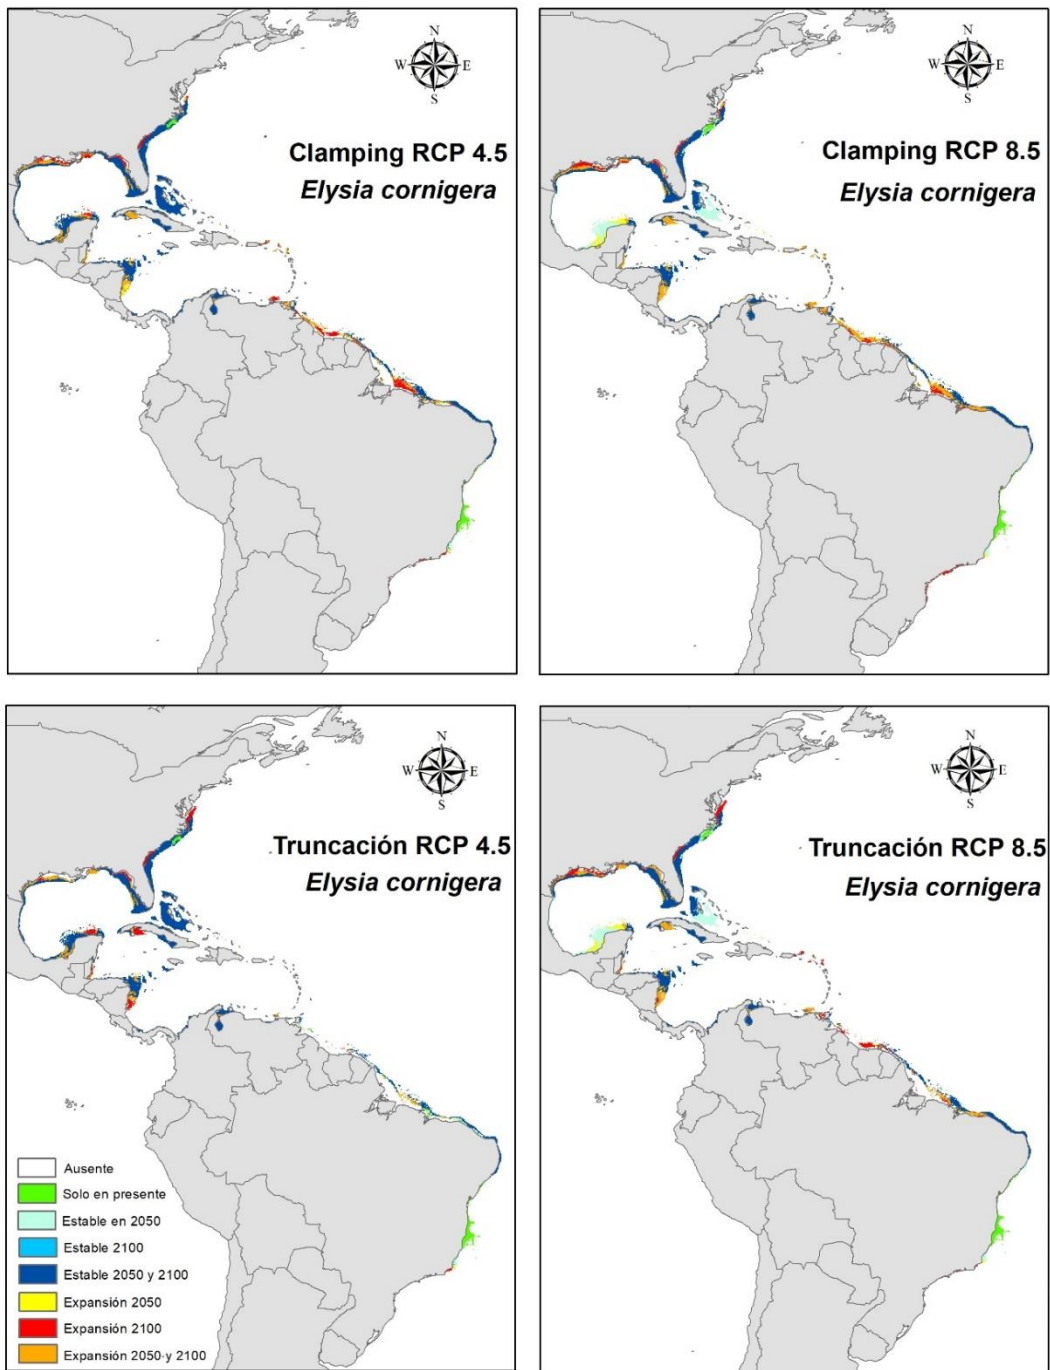 N
W E
S
Clamping RCP 4.5
Elysia cornigera
N
W E
S
Clamping RCP 8.5
Elysia cornigera
N
W E
S
Truncación RCP 4.5
Elysia cornigera
Ausente
Solo en presente
Estable en 2050
Estable 2100
Estable 2050 y 2100
Expansión 2050
Expansión 2100
Expansión 2050 y 2100
N
W E
S
Truncación RCP 8.5
Elysia cornigera